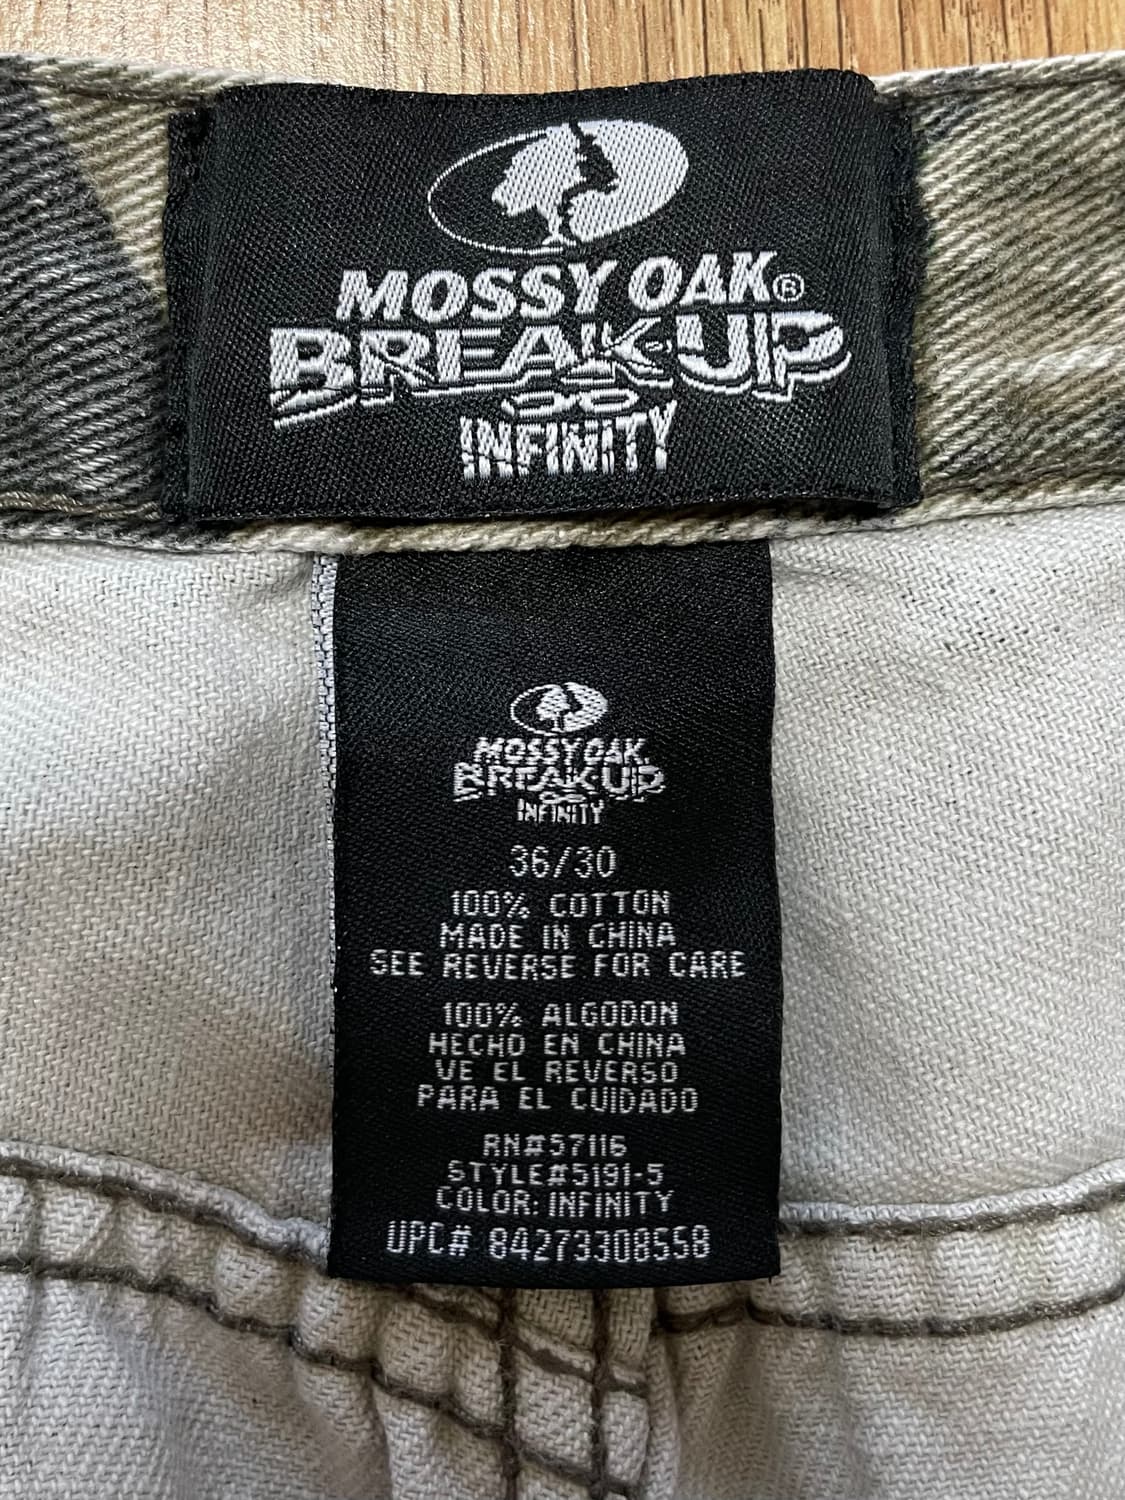 MOSSY OAK®
BREAK-UP
INFINITY
MOSSY OAK
BREAK UP
INFINITY
36/30
100% COTTON
MADE IN CHINA
SEE REVERSE FOR CARE
100% ALGODON
HECHO EN CHINA
VE EL REVERSO
PARA EL CUIDADO
RN#57116
STYLE#5191-5
COLOR: INFINITY
UPC# 84273308558